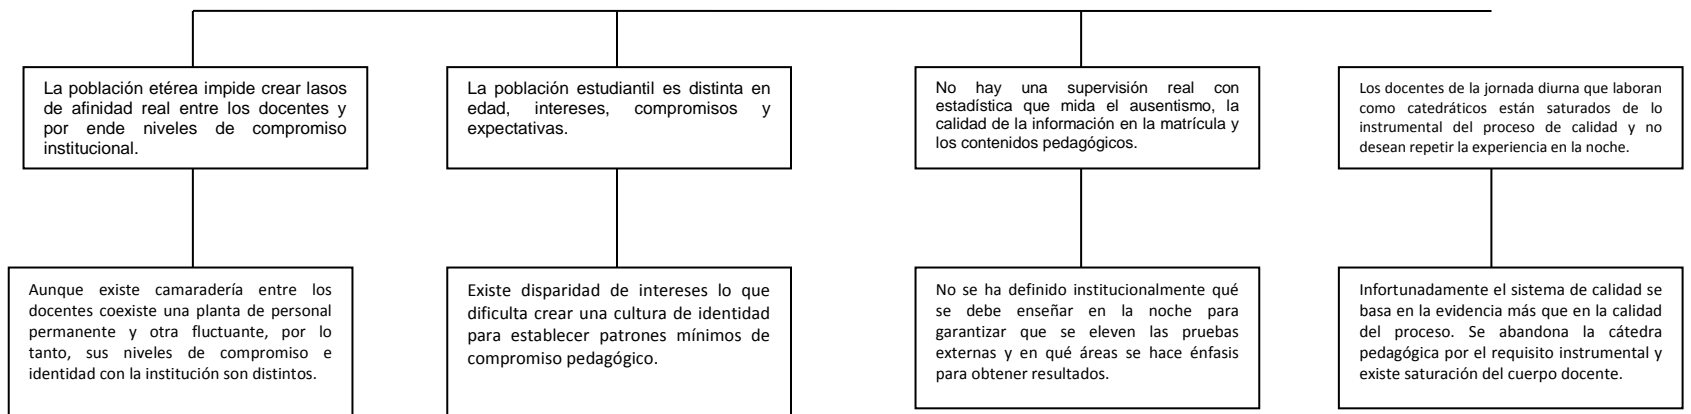 La población etérea impide crear lasos
de afinidad real entre los docentes y
por ende niveles de compromiso
institucional.
La población estudiantil es distinta en
edad, intereses, compromisos y
expectativas.
No hay una supervisión real con
estadística que mida el ausentismo, la
calidad de la información en la matrícula y
los contenidos pedagógicos.
Los docentes de la jornada diurna que laboran
como catedráticos están saturados de lo
instrumental del proceso de calidad y no
desean repetir la experiencia en la noche.
Aunque existe camaradería entre los
docentes coexiste una planta de personal
permanente y otra fluctuante, por lo
tanto, sus niveles de compromiso e
identidad con la institución son distintos.
Existe disparidad de intereses lo que
dificulta crear una cultura de identidad
para establecer patrones mínimos de
compromiso pedagógico.
No se ha definido institucionalmente qué
se debe enseñar en la noche para
garantizar que se eleven las pruebas
externas y en qué áreas se hace énfasis
para obtener resultados.
Infortunadamente el sistema de calidad se
basa en la evidencia más que en la calidad
del proceso. Se abandona la cátedra
pedagógica por el requisito instrumental y
existe saturación del cuerpo docente.